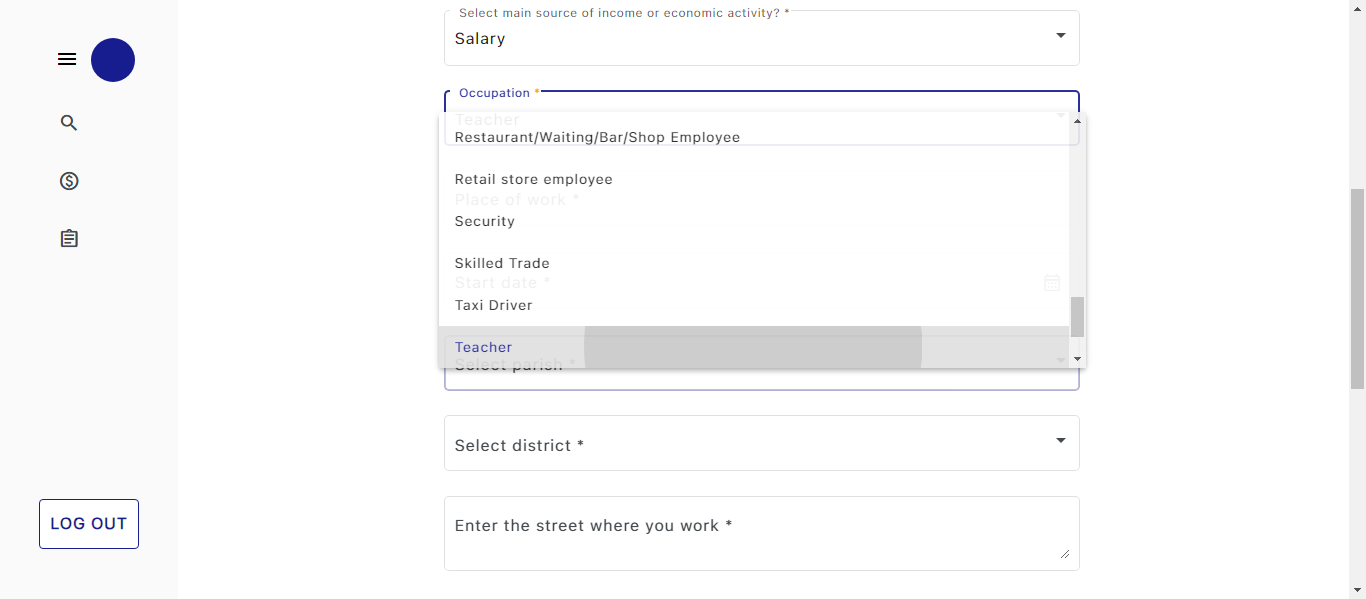 Select main source of income or economic activity? *
Salary
Occupation *
Teacher
Restaurant/Waiting/Bar/Shop Employee
Retail store employee
Place of work *
Security
Skilled Trade
Start date *
Taxi Driver
Teacher
Select parish *
Select district *
Enter the street where you work *
LOG OUT